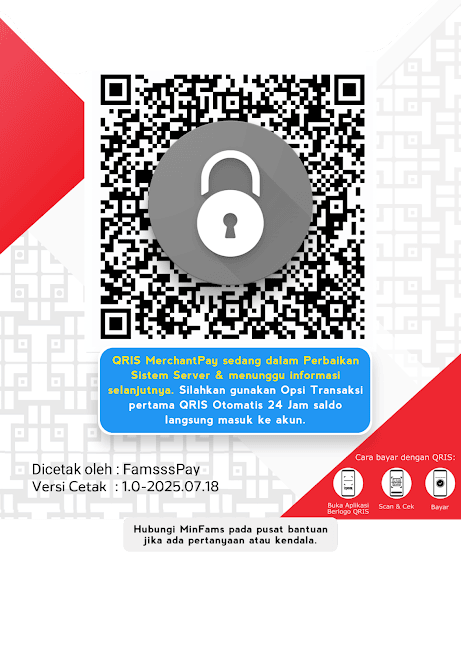 QRIS MerchantPay sedang dalam Perbaikan
Sistem Server & menunggu informasi
selanjutnya. Silahkan gunakan Opsi Transaksi
pertama QRIS Otomatis 24 Jam saldo
langsung masuk ke akun.
Dicetak oleh : FamsssPay
Versi Cetak : 1.0-2025.07.18
Cara bayar dengan QRIS:
Buka Aplikasi
Berlogo QRIS
Scan & Cek
Bayar
Hubungi MinFams pada pusat bantuan
jika ada pertanyaan atau kendala.